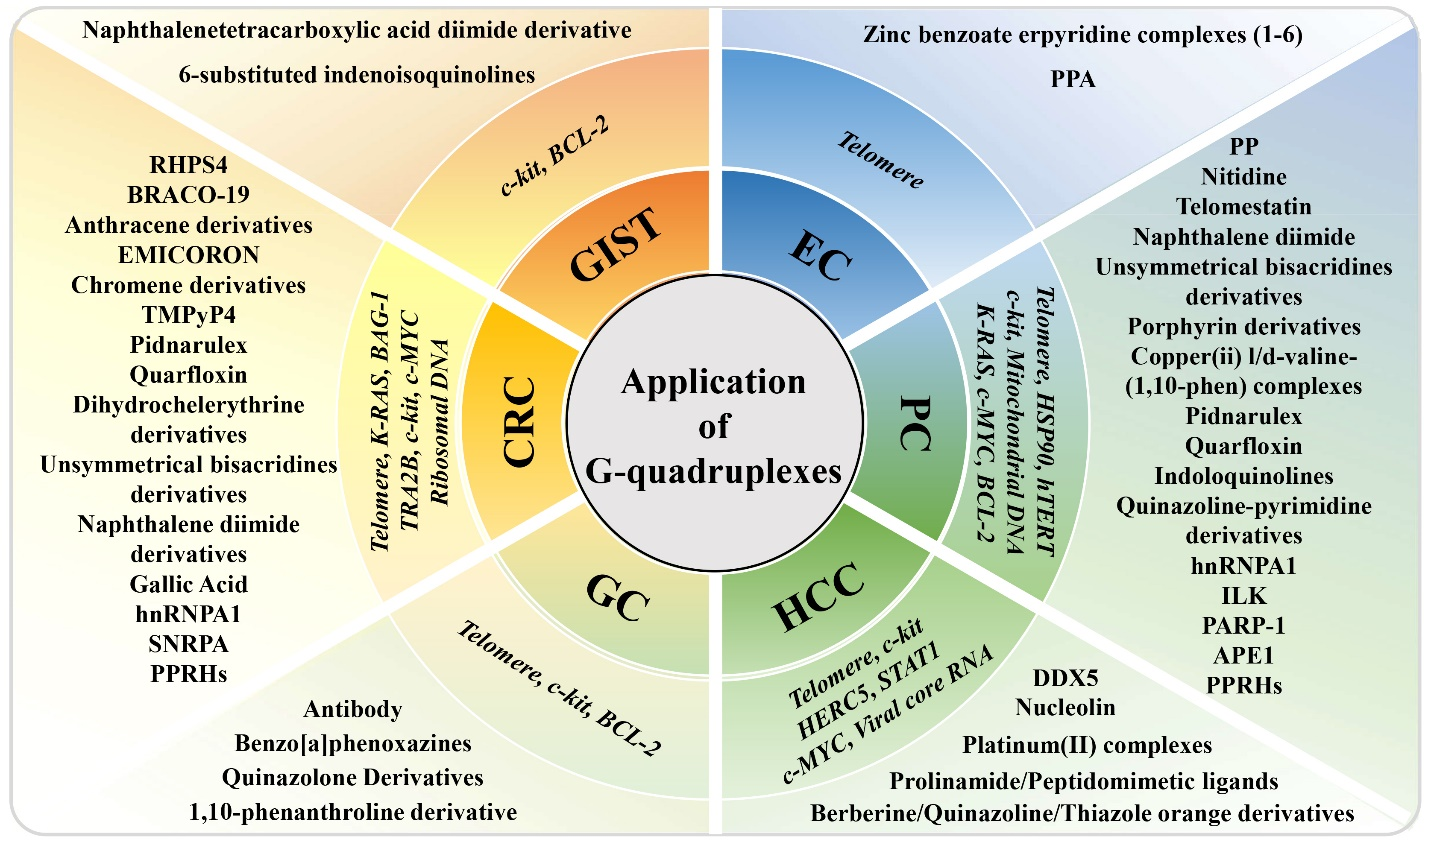 Naphthalenetetracarboxylic acid diimide derivative
6-substituted indenoisoquinolines
c-kit, BCL-2
GIST
Zinc benzoate erpyridine complexes (1-6)
PPA
Telomere
EC
RHPS4
BRACO-19
Anthracene derivatives
EMICORON
Chromene derivatives
TMPyP4
Pidnarulex
Quarfloxin
Dihydrochelerythrine
derivatives
Unsymmetrical bisacridines
derivatives
Naphthalene diimide
derivatives
Gallic Acid
hnRNPA1
SNRPA
PPRHs
Telomere, K-RAS, BAG-1
TRA2B, c-kit, c-MYC
Ribosomal DNA
CRC
Application
of
G-quadruplexes
PC
Telomere, HSP90, hTERT
c-kit, Mitochondrial DNA
K-RAS, c-MYC, BCL-2
PP
Nitidine
Telomestatin
Naphthalene diimide
Unsymmetrical bisacridines
derivatives
Porphyrin derivatives
Copper(ii) l/d-valine-
(1,10-phen) complexes
Pidnarulex
Quarfloxin
Indoloquinolines
Quinazoline-pyrimidine
derivatives
hnRNPA1
ILK
PARP-1
APE1
PPRHs
GC
Telomere, c-kit, BCL-2
Antibody
Benzo[a]phenoxazines
Quinazolone Derivatives
1,10-phenanthroline derivative
HCC
Telomere, c-kit
HERC5, STAT1
c-MYC, Viral core RNA
DDX5
Nucleolin
Platinum(II) complexes
Prolinamide/Peptidomimetic ligands
Berberine/Quinazoline/Thiazole orange derivatives